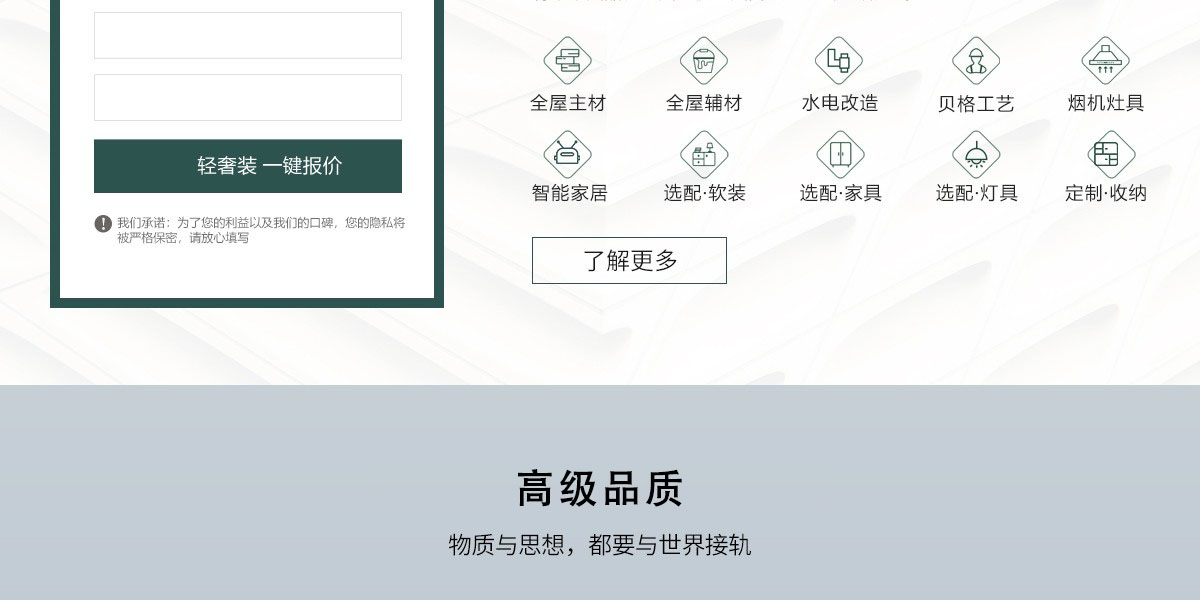 全屋主材 全屋辅材 水电改造 贝格工艺 烟机灶具
智能家居 选配·软装 选配·家具 选配·灯具 定制·收纳
了解更多
轻奢装 一键报价
我们承诺：为了您的利益以及我们的口碑，您的隐私将
被严格保密，请放心填写
高级品质
物质与思想，都要与世界接轨